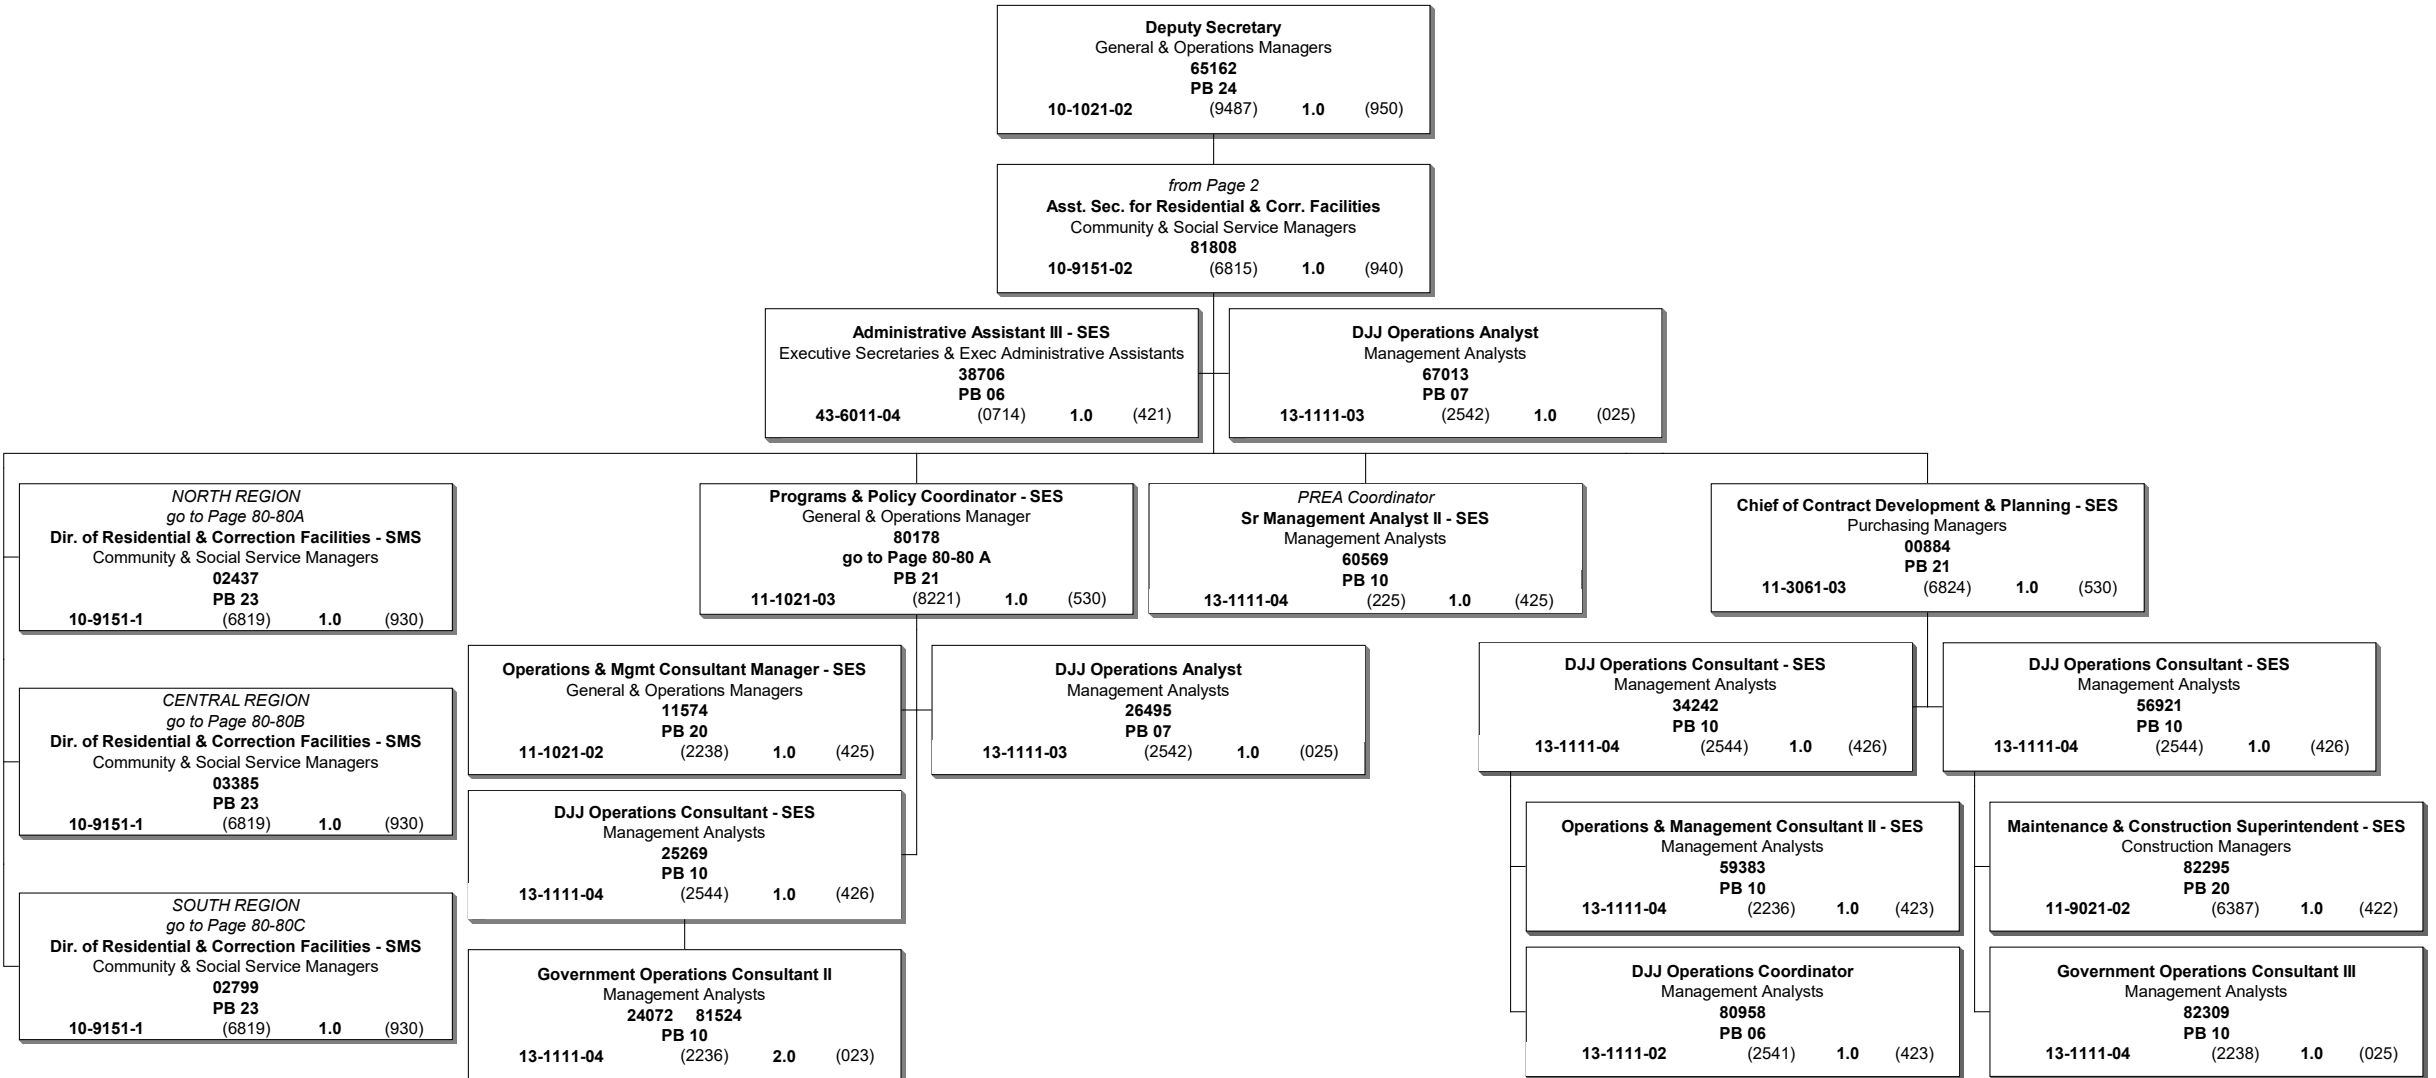 Deputy Secretary
General & Operations Managers
65162
PB 24
10-1021-02 (9487) 1.0 (950)
from Page 2
Asst. Sec. for Residential & Corr. Facilities
Community & Social Service Managers
81808
10-9151-02 (6815) 1.0 (940)
Administrative Assistant III - SES
Executive Secretaries & Exec Administrative Assistants
38706
PB 06
43-6011-04 (0714) 1.0 (421)
DJJ Operations Analyst
Management Analysts
67013
PB 07
13-1111-03 (2542) 1.0 (025)
NORTH REGION
go to Page 80-80A
Dir. of Residential & Correction Facilities - SMS
Community & Social Service Managers
02437
PB 23
10-9151-1 (6819) 1.0 (930)
CENTRAL REGION
go to Page 80-80B
Dir. of Residential & Correction Facilities - SMS
Community & Social Service Managers
03385
PB 23
10-9151-1 (6819) 1.0 (930)
SOUTH REGION
go to Page 80-80C
Dir. of Residential & Correction Facilities - SMS
Community & Social Service Managers
02799
PB 23
10-9151-1 (6819) 1.0 (930)
Programs & Policy Coordinator - SES
General & Operations Manager
80178
go to Page 80-80 A
PB 21
11-1021-03 (8221) 1.0 (530)
Operations & Mgmt Consultant Manager - SES
General & Operations Managers
11574
PB 20
11-1021-02 (2238) 1.0 (425)
DJJ Operations Analyst
Management Analysts
26495
PB 07
13-1111-03 (2542) 1.0 (025)
DJJ Operations Consultant - SES
Management Analysts
25269
PB 10
13-1111-04 (2544) 1.0 (426)
Government Operations Consultant II
Management Analysts
24072 81524
PB 10
13-1111-04 (2236) 2.0 (023)
PREA Coordinator
Sr Management Analyst II - SES
Management Analysts
60569
PB 10
13-1111-04 (225) 1.0 (425)
Chief of Contract Development & Planning - SES
Purchasing Managers
00884
PB 21
11-3061-03 (6824) 1.0 (530)
DJJ Operations Consultant - SES
Management Analysts
34242
PB 10
13-1111-04 (2544) 1.0 (426)
Operations & Management Consultant II - SES
Management Analysts
59383
PB 10
13-1111-04 (2236) 1.0 (423)
DJJ Operations Coordinator
Management Analysts
80958
PB 06
13-1111-02 (2541) 1.0 (423)
DJJ Operations Consultant - SES
Management Analysts
56921
PB 10
13-1111-04 (2544) 1.0 (426)
Maintenance & Construction Superintendent - SES
Construction Managers
82295
PB 20
11-9021-02 (6387) 1.0 (422)
Government Operations Consultant III
Management Analysts
82309
PB 10
13-1111-04 (2238) 1.0 (025)